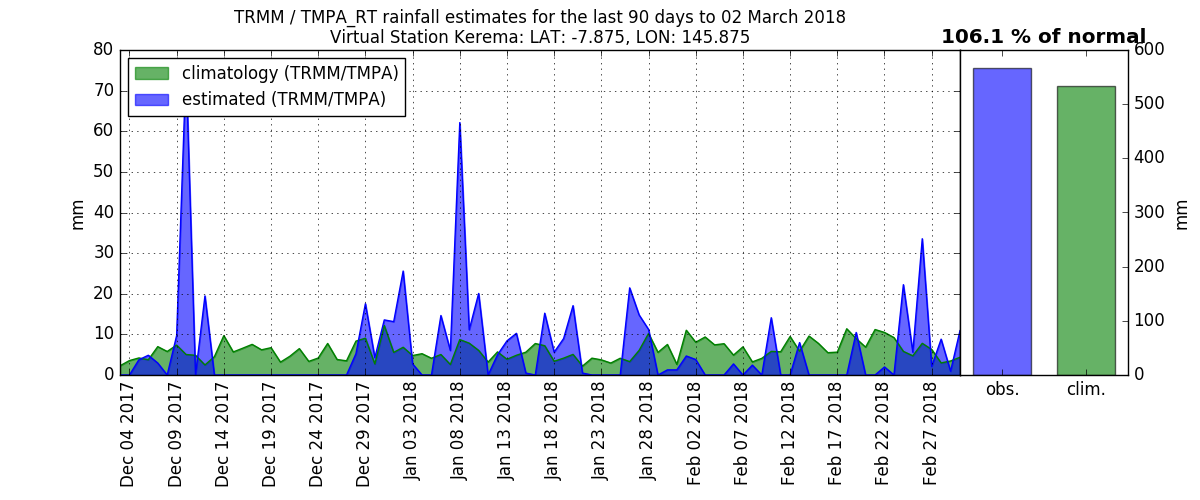 TRMM / TMPA_RT rainfall estimates for the last 90 days to 02 March 2018
Virtual Station Kerema: LAT: -7.875, LON: 145.875
106.1 % of normal
climatology (TRMM/TMPA)
estimated (TRMM/TMPA)
80
70
60
50
40
30
20
10
0
mm
Dec 04 2017
Dec 09 2017
Dec 14 2017
Dec 19 2017
Dec 24 2017
Dec 29 2017
Jan 03 2018
Jan 08 2018
Jan 13 2018
Jan 18 2018
Jan 23 2018
Jan 28 2018
Feb 02 2018
Feb 07 2018
Feb 12 2018
Feb 17 2018
Feb 22 2018
Feb 27 2018
obs.
clim.
600
500
400
300
200
100
0
mm